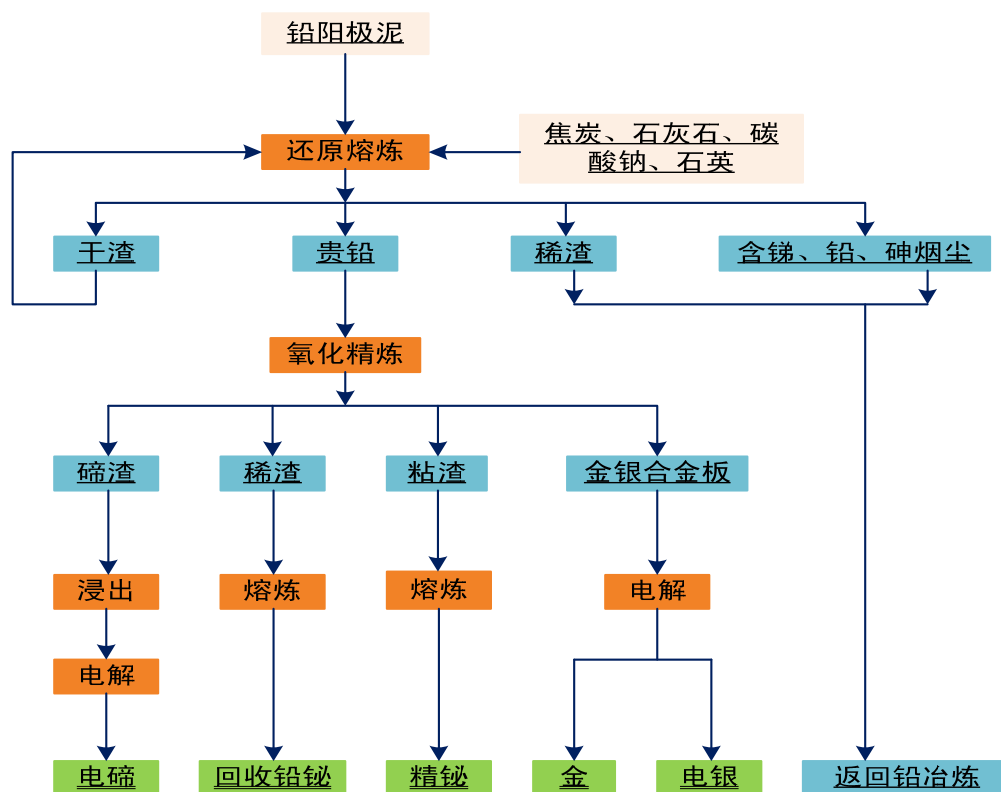 铅阳极泥
还原熔炼
焦炭、石灰石、碳
酸钠、石英
干渣
贵铅
稀渣
含锑、铅、砷烟尘
氧化精炼
碲渣
稀渣
粘渣
金银合金板
浸出
熔炼
熔炼
电解
电解
电碲
回收铅铋
精铋
金
电银
返回铅冶炼